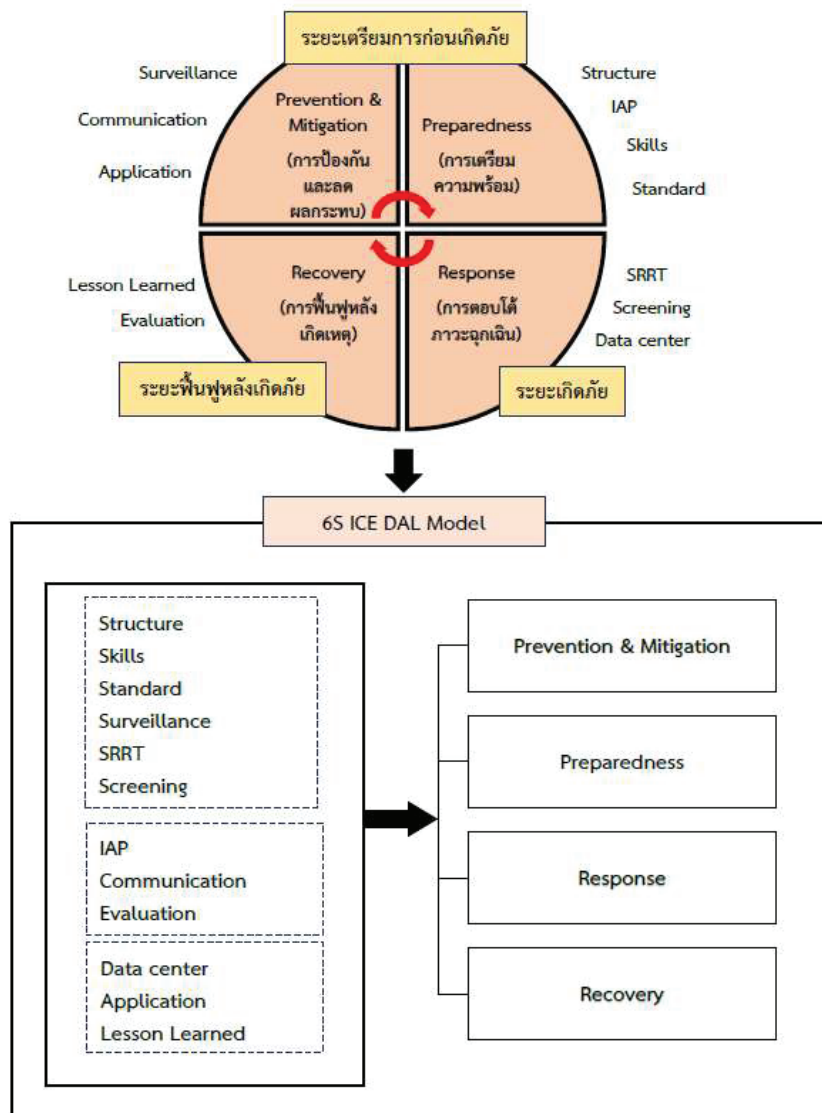 ระยะเตรียมการก่อนเกิดภัย
Surveillance
Communication
Application
Prevention &
Mitigation
(การป้องกัน
และลด
ผลกระทบ)
Preparedness
(การเตรียม
ความพร้อม)
Structure
IAP
Skills
Standard
Lesson Learned
Evaluation
Recovery
(การฟื้นฟูหลัง
เกิดเหตุ)
Response
(การตอบโต้
ภาวะฉุกเฉิน)
SRRT
Screening
Data center
ระยะฟื้นฟูหลังเกิดภัย
ระยะเกิดภัย
6S ICE DAL Model
Structure
Skills
Standard
Surveillance
SRRT
Screening
IAP
Communication
Evaluation
Data center
Application
Lesson Learned
Prevention & Mitigation
Preparedness
Response
Recovery